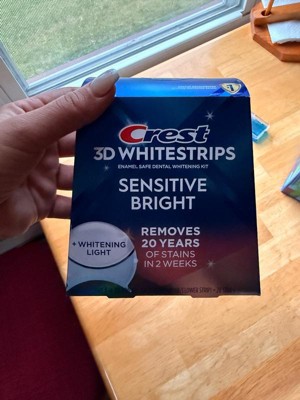 Crest
3D WHITESTRIPS
ENAMEL SAFE DENTAL WHITENING KIT
SENSITIVE
BRIGHT
+ WHITENING
LIGHT
REMOVES
20 YEARS
OF STAINS
IN 2 WEEKS